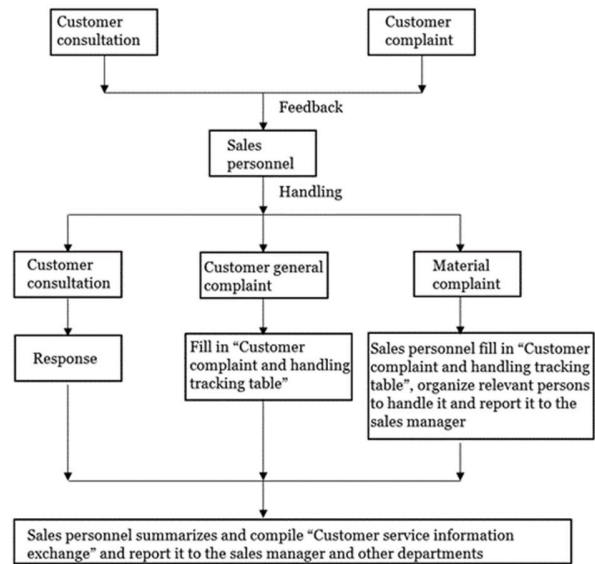 Customer
consultation
Customer
complaint
Feedback
Sales
personnel
Handling
Customer
consultation
Customer general
complaint
Material
complaint
Response
Fill in “Customer
complaint and handling
tracking table”
Sales personnel fill in “Customer
complaint and handling tracking
table”, organize relevant persons
to handle it and report it to the
sales manager
Sales personnel summarizes and compile “Customer service information
exchange” and report it to the sales manager and other departments